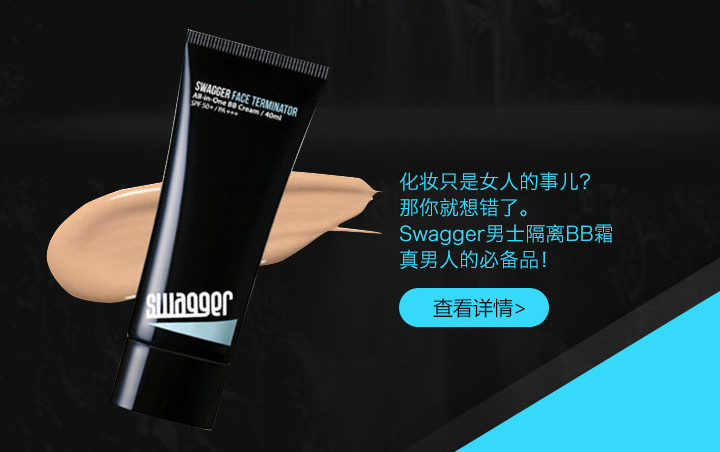 SWAGGER FACE TERMINATOR
All-in-One BB Cream / 40ml
SPF 50+/PA+++
swagger
化妆只是女人的事儿?
那你就想错了。
Swagger男士隔离BB霜
真男人的必备品!
查看详情>